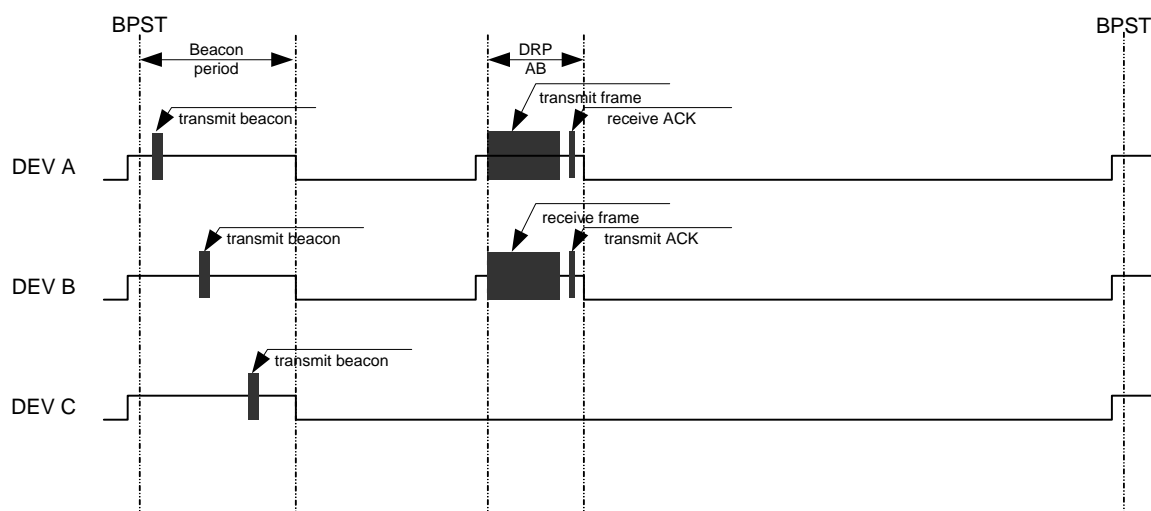 BPST
BPST
Beacon
period
DRP
AB
transmit beacon
transmit frame
receive ACK
DEV A
transmit beacon
receive frame
transmit ACK
DEV B
transmit beacon
DEV C